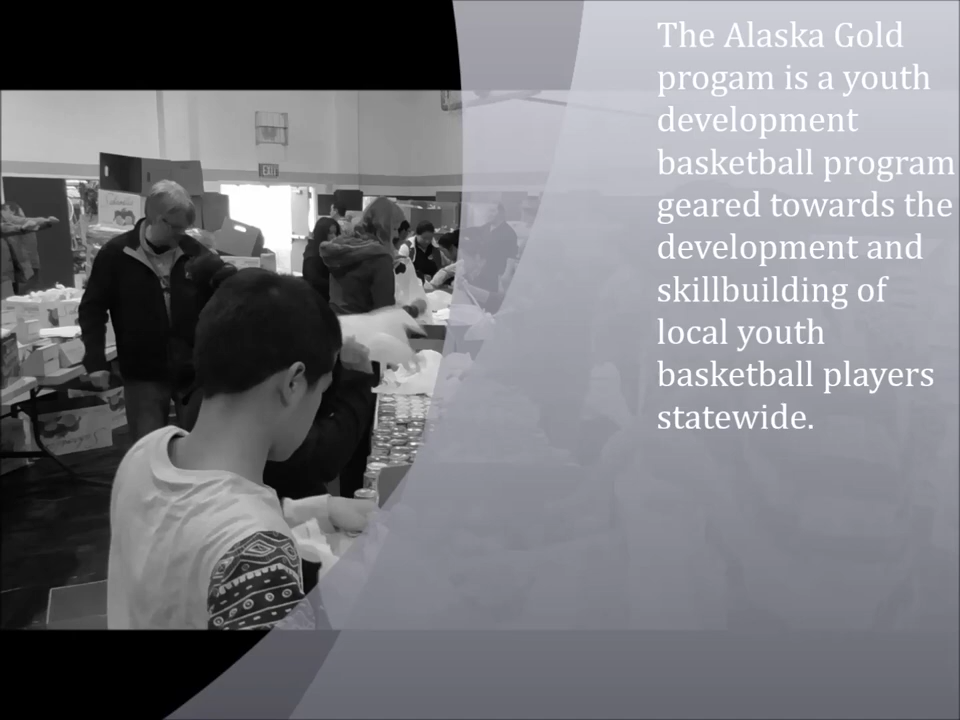 The Alaska Gold
progam is a youth
development
basketball program
geared towards the
development and
skillbuilding of
local youth
basketball players
statewide.
EXIT